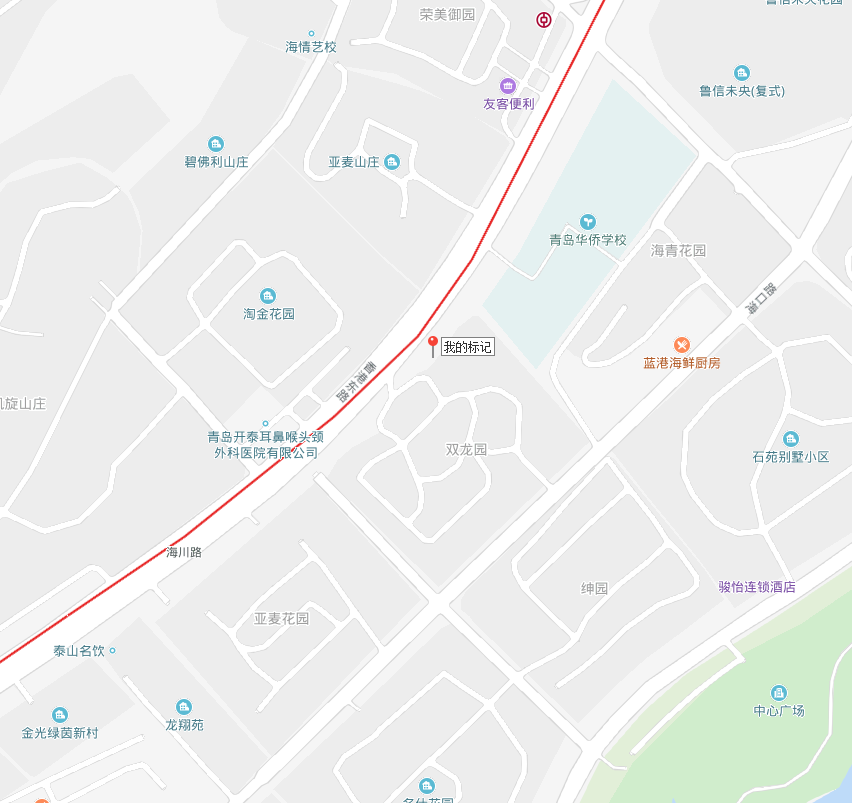 荣美御园
海情艺校
友客便利
鲁信未央(复式)
碧佛利山庄
亚麦山庄
青岛华侨学校
海青花园
淘金花园
海口路
我的标记
蓝港海鲜厨房
香港东路
凯旋山庄
青岛开泰耳鼻喉头颈
外科医院有限公司
双龙园
石苑别墅小区
海川路
绅园
骏怡连锁酒店
亚麦花园
泰山名饮
中心广场
龙翔苑
金光绿茵新村